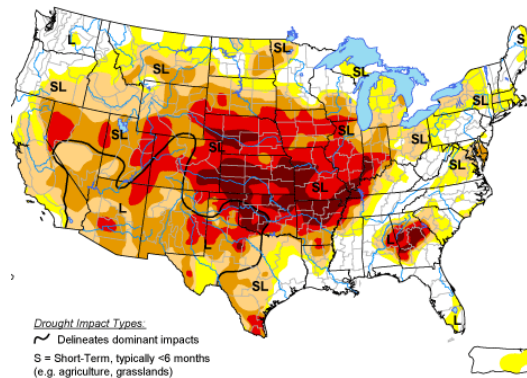 L
SL
S
SL
SL
SL
SL
SL
SL
SL
SL
L
SL
L
L
L
SL
L
SL
L
Drought Impact Types:
Delineates dominant impacts
S = Short-Term, typically <6 months
(e.g. agriculture, grasslands)